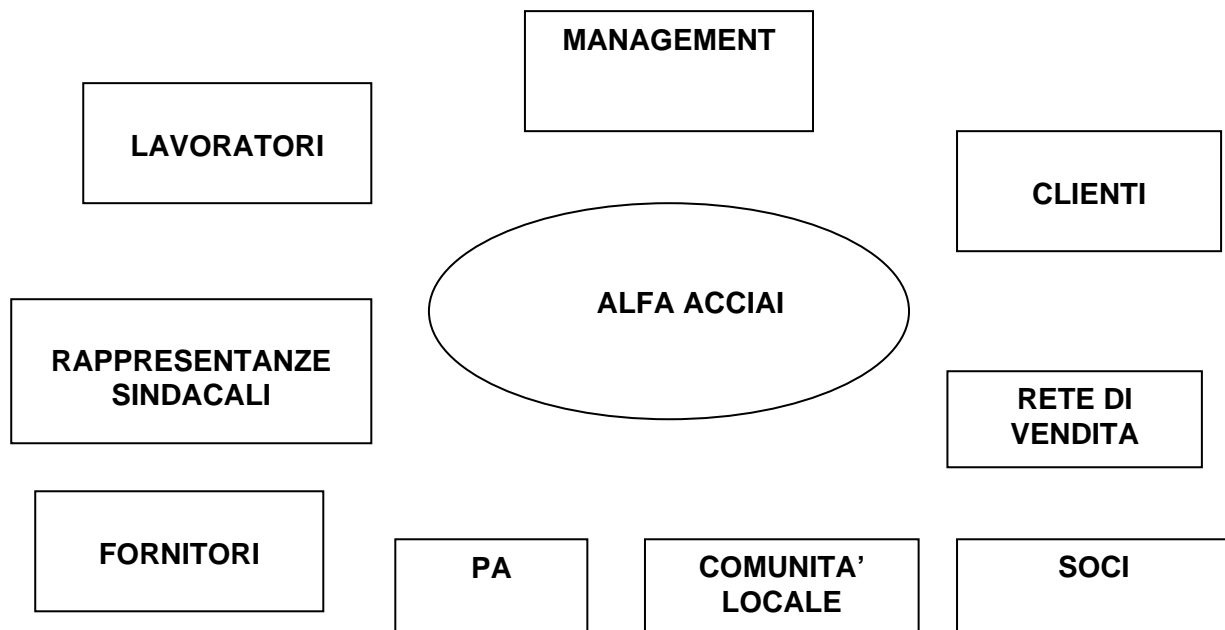 MANAGEMENT
LAVORATORI
CLIENTI
ALFA ACCIAI
RAPPRESENTANZE
SINDACALI
RETE DI
VENDITA
FORNITORI
PA
COMUNITA’
LOCALE
SOCI